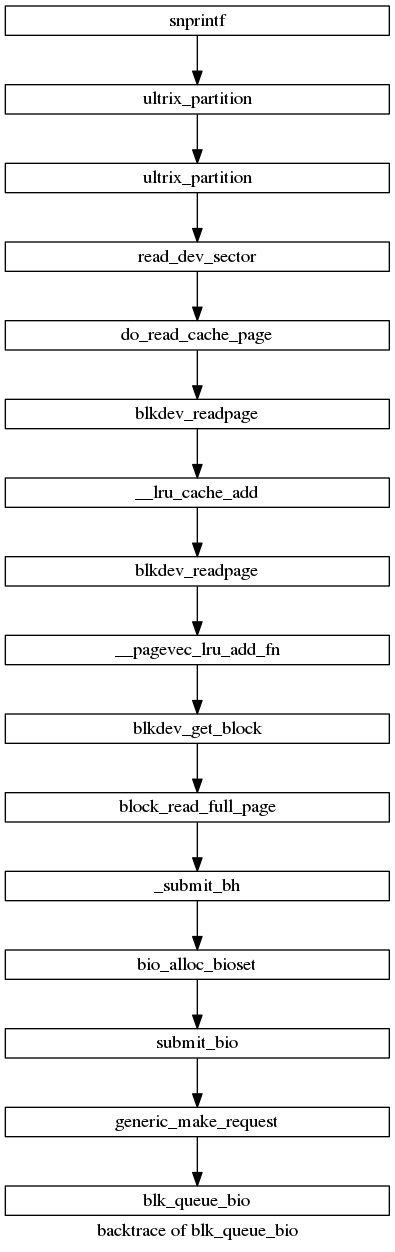 snprintf
ultrix_partition
ultrix_partition
read_dev_sector
do_read_cache_page
blkdev_readpage
__lru_cache_add
blkdev_readpage
__pagevec_lru_add_fn
blkdev_get_block
block_read_full_page
_submit_bh
bio_alloc_bioset
submit_bio
generic_make_request
blk_queue_bio
backtrace of blk_queue_bio